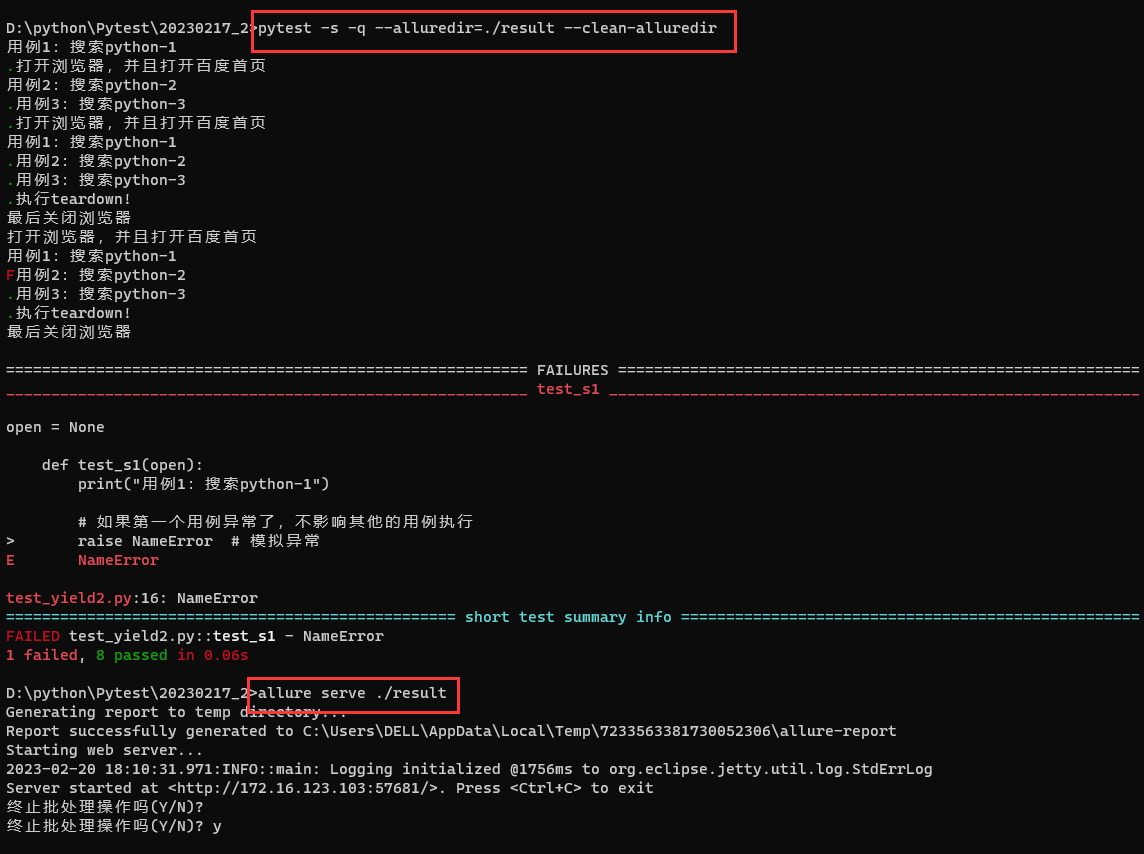 D:\python\Pytest\20230217_2>pytest -s -q --alluredir=./result --clean-alluredir
用例1: 搜索python-1
.打开浏览器，并且打开百度首页
用例2: 搜索python-2
.用例3: 搜索python-3
.打开浏览器，并且打开百度首页
用例1: 搜索python-1
.用例2: 搜索python-2
.用例3: 搜索python-3
.执行teardown!
最后关闭浏览器
打开浏览器，并且打开百度首页
用例1: 搜索python-1
F用例2: 搜索python-2
.用例3: 搜索python-3
.执行teardown!
最后关闭浏览器
========================================================== FAILURES ==========================================================
__________________________________________________________ test_s1 ___________________________________________________________
open = None
    def test_s1(open):
        print("用例1: 搜索python-1")
        # 如果第一个用例异常了，不影响其他的用例执行
>       raise NameError  # 模拟异常
E       NameError
test_yield2.py:16: NameError
================================================== short test summary info ===================================================
FAILED test_yield2.py::test_s1 - NameError
1 failed, 8 passed in 0.06s
D:\python\Pytest\20230217_2>allure serve ./result
Generating report to temp directory...
Report successfully generated to C:\Users\DELL\AppData\Local\Temp\7233563381730052306\allure-report
Starting web server...
2023-02-20 18:10:31.971:INFO::main: Logging initialized @1756ms to org.eclipse.jetty.util.log.StdErrLog
Server started at <http://172.16.123.103:57681/>. Press <Ctrl+C> to exit
终止批处理操作吗(Y/N)?
终止批处理操作吗(Y/N)? y